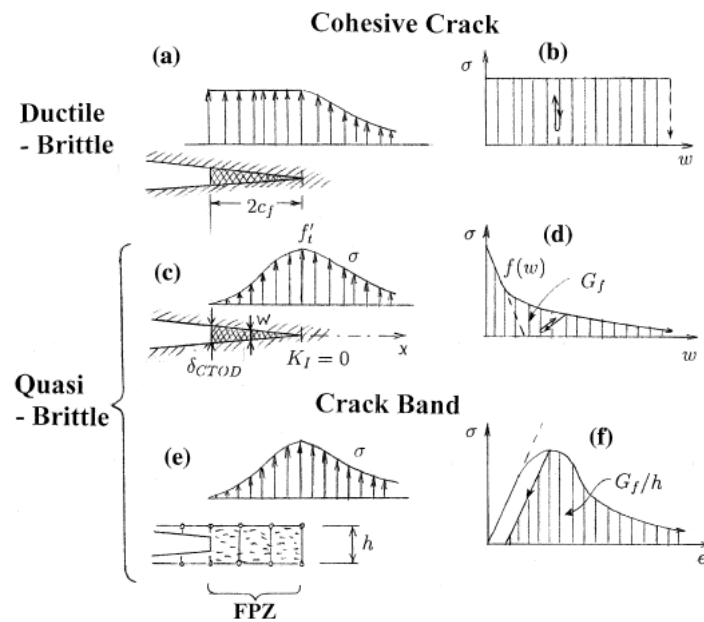 Cohesive Crack
(a)
(b)
σ
w
Ductile
- Brittle
2c_f
(c)
f'_t
σ
w
δ_CTOD
K_I = 0
x
(d)
σ
f(w)
G_f
w
Quasi
- Brittle
Crack Band
(e)
σ
h
FPZ
(f)
σ
G_f/h
ϵ